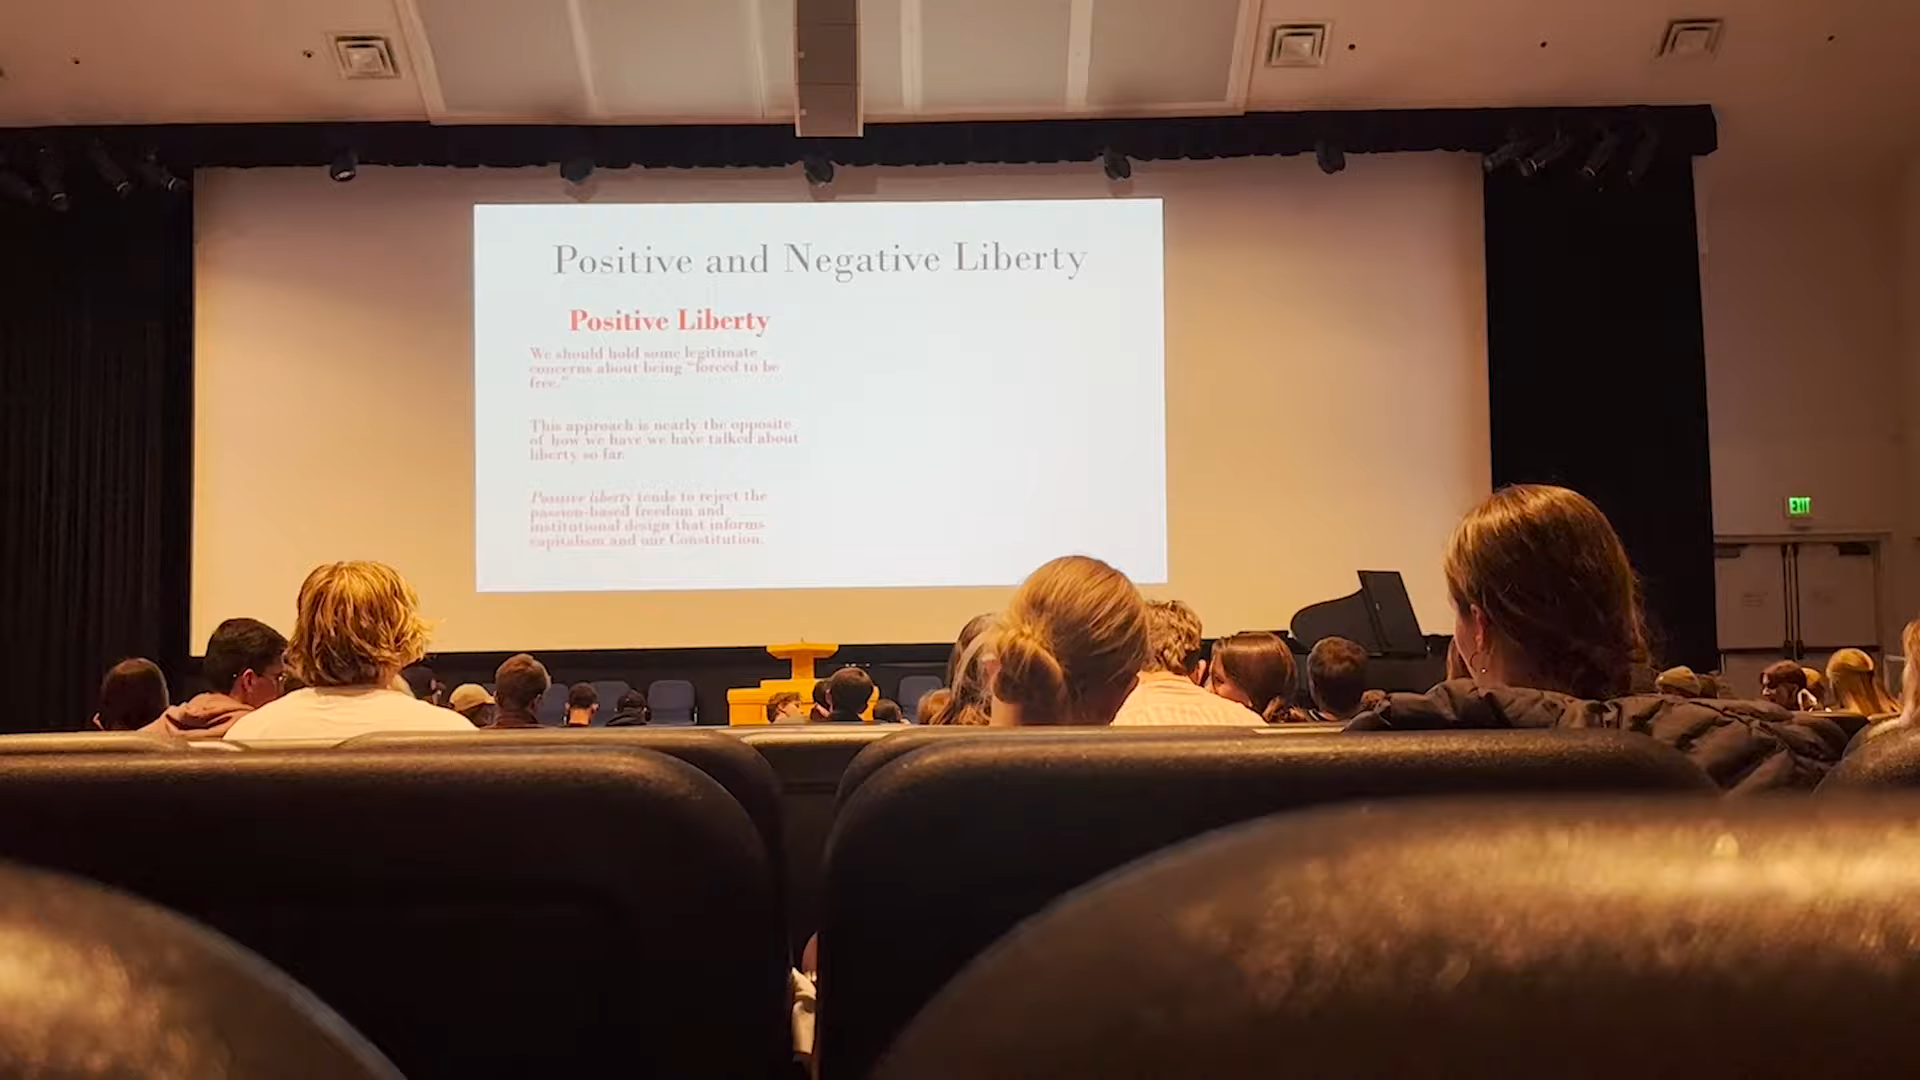 Positive and Negative Liberty
Positive Liberty
We should hold some legitimate
concerns about being “forced to be
free.”
This approach is nearly the opposite
of how we have we have talked about
liberty so far.
Positive liberty tends to reject the
passion-based freedom and
institutional design that informs
capitalism and our Constitution.
EXIT